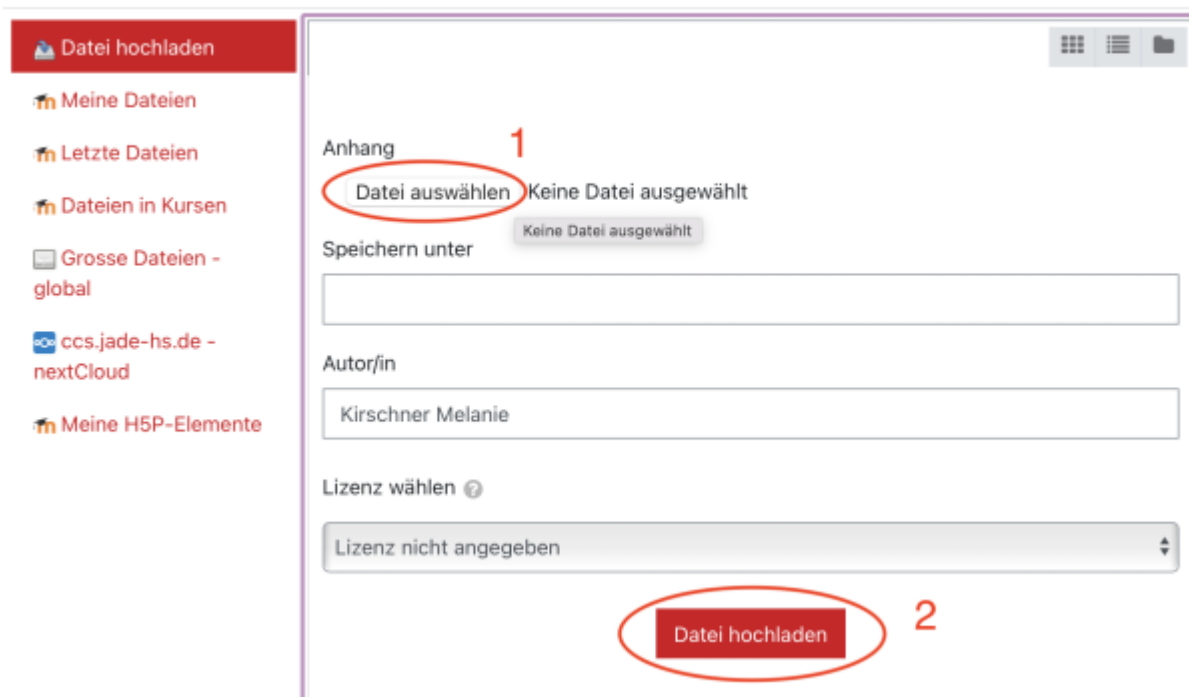 Datei hochladen
Meine Dateien
Letzte Dateien
Dateien in Kursen
Grosse Dateien -
global
ccs.jade-hs.de -
nextCloud
Meine H5P-Elemente
Anhang
1
Datei auswählen Keine Datei ausgewählt
Keine Datei ausgewählt
Speichern unter
Autor/in
Kirschner Melanie
Lizenz wählen ?
Lizenz nicht angegeben
Datei hochladen
2